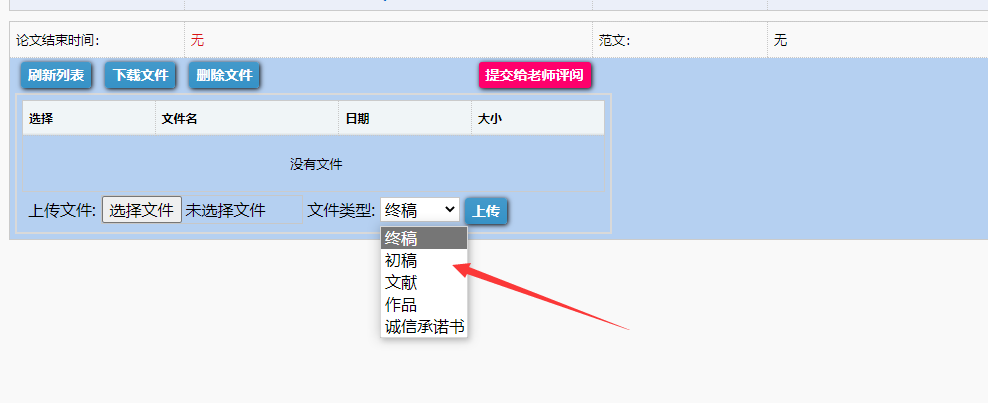 论文结束时间： 无 范文： 无
刷新列表 下载文件 删除文件 提交给老师评阅
选择 文件名 日期 大小
没有文件
上传文件: 选择文件 未选择文件 文件类型: 终稿 上传
终稿
初稿
文献
作品
诚信承诺书